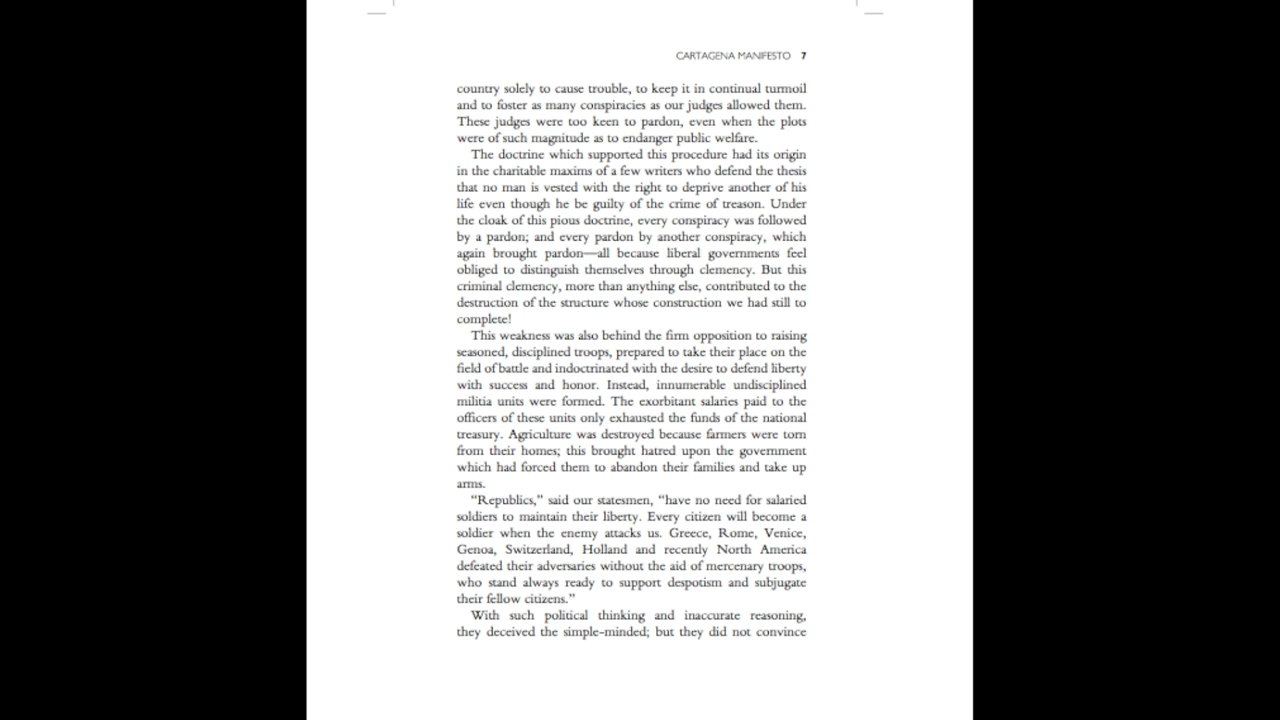 CARTAGENA MANIFESTO 7
country solely to cause trouble, to keep it in continual turmoil
and to foster as many conspiracies as our judges allowed them.
These judges were too keen to pardon, even when the plots
were of such magnitude as to endanger public welfare.
The doctrine which supported this procedure had its origin
in the charitable maxims of a few writers who defend the thesis
that no man is vested with the right to deprive another of his
life even though he be guilty of the crime of treason. Under
the cloak of this pious doctrine, every conspiracy was followed
by a pardon; and every pardon by another conspiracy, which
again brought pardon—all because liberal governments feel
obliged to distinguish themselves through clemency. But this
criminal clemency, more than anything else, contributed to the
destruction of the structure whose construction we had still to
complete!
This weakness was also behind the firm opposition to raising
seasoned, disciplined troops, prepared to take their place on the
field of battle and indoctrinated with the desire to defend liberty
with success and honor. Instead, innumerable undisciplined
militia units were formed. The exorbitant salaries paid to the
officers of these units only exhausted the funds of the national
treasury. Agriculture was destroyed because farmers were torn
from their homes; this brought hatred upon the government
which had forced them to abandon their families and take up
arms.
“Republics,” said our statesmen, “have no need for salaried
soldiers to maintain their liberty. Every citizen will become a
soldier when the enemy attacks us. Greece, Rome, Venice,
Genoa, Switzerland, Holland and recently North America
defeated their adversaries without the aid of mercenary troops,
who stand always ready to support despotism and subjugate
their fellow citizens.”
With such political thinking and inaccurate reasoning,
they deceived the simple-minded; but they did not convince